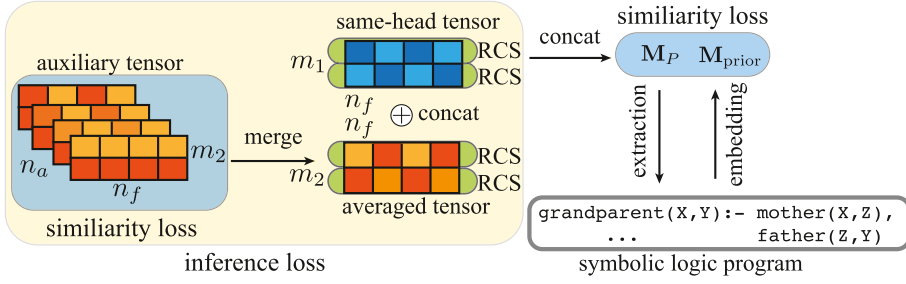 same-head tensor
similiarity loss
auxiliary tensor
m₁
RCS
RCS
concat
M_P M_prior
n_f
n_f
⊕ concat
merge
n_a
n_f
m₂
m₂
RCS
RCS
averaged tensor
similiarity loss
inference loss
extraction
embedding
grandparent(X,Y):- mother(X,Z),
... father(Z,Y)
symbolic logic program